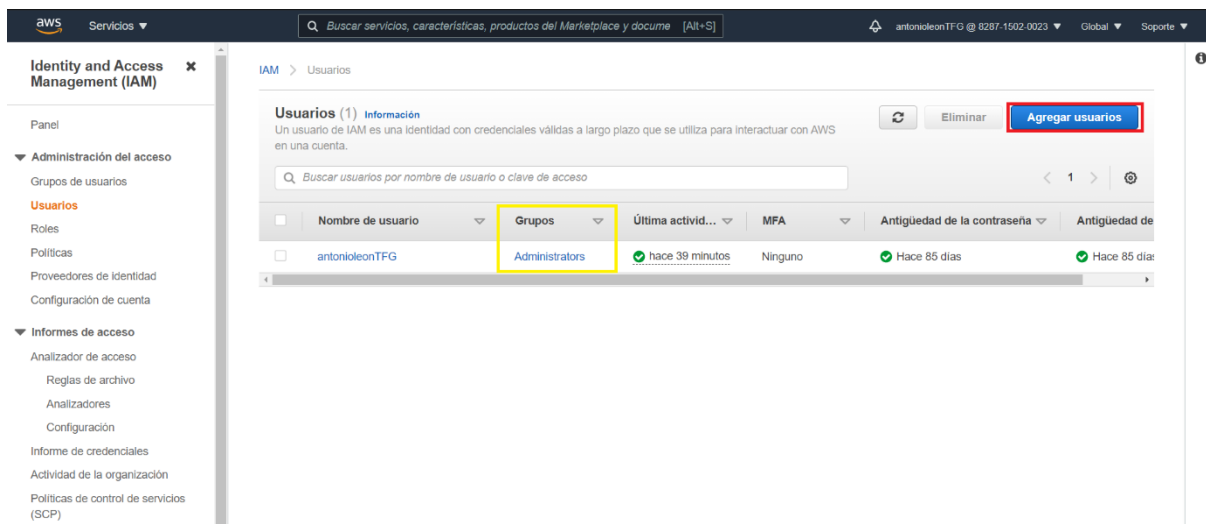 aws
Servicios
Buscar servicios, características, productos del Marketplace y docume [Alt+S]
antonioleonTFG @ 8287-1502-0023
Global
Soporte
Identity and Access
Management (IAM)
Panel
Administración del acceso
Grupos de usuarios
Usuarios
Roles
Políticas
Proveedores de identidad
Configuración de cuenta
Informes de acceso
Analizador de acceso
Reglas de archivo
Analizadores
Configuración
Informe de credenciales
Actividad de la organización
Políticas de control de servicios
(SCP)
IAM > Usuarios
Usuarios (1) Información
Un usuario de IAM es una identidad con credenciales válidas a largo plazo que se utiliza para interactuar con AWS
en una cuenta.
Eliminar
Agregar usuarios
Buscar usuarios por nombre de usuario o clave de acceso
< 1 >
Nombre de usuario Grupos Última activid... MFA Antigüedad de la contraseña Antigüedad de
antonioleonTFG Administrators hace 39 minutos Ninguno Hace 85 días Hace 85 días